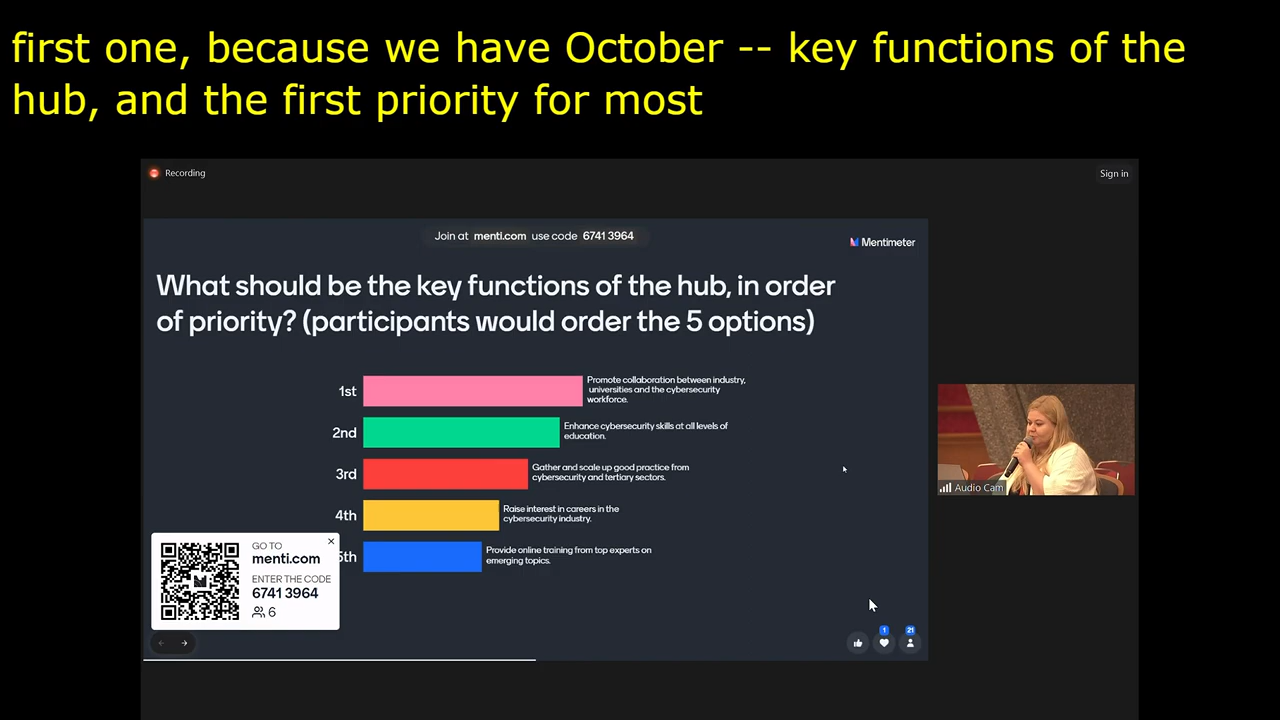 first one, because we have October -- key functions of the
hub, and the first priority for most
Recording
Sign in
Join at menti.com use code 6741 3964
Mentimeter
What should be the key functions of the hub, in order
of priority? (participants would order the 5 options)
1st
Promote collaboration between industry,
universities and the cybersecurity
workforce.
2nd
Enhance cybersecurity skills at all levels of
education.
3rd
Gather and scale up good practice from
cybersecurity and tertiary sectors.
4th
Raise interest in careers in the
cybersecurity industry.
5th
Provide online training from top experts on
emerging topics.
GO TO
menti.com
ENTER THE CODE
6741 3964
6
1
21
Audio Cam